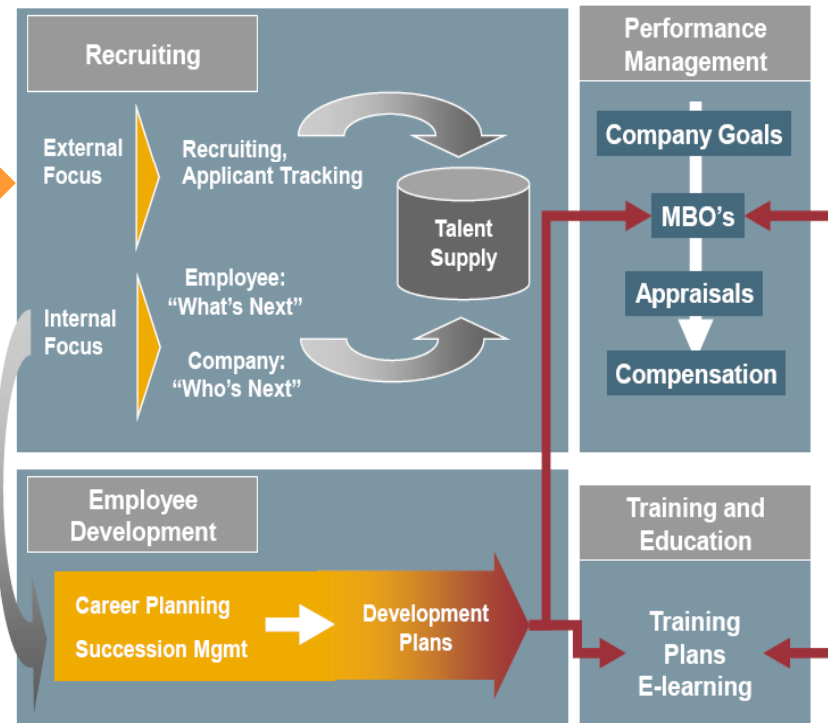 Recruiting
External
Focus
Recruiting,
Applicant Tracking
Talent
Supply
Internal
Focus
Employee:
“What’s Next”
Company:
“Who’s Next”
Performance
Management
Company Goals
MBO’s
Appraisals
Compensation
Employee
Development
Career Planning
Succession Mgmt
Development
Plans
Training and
Education
Training
Plans
E-learning